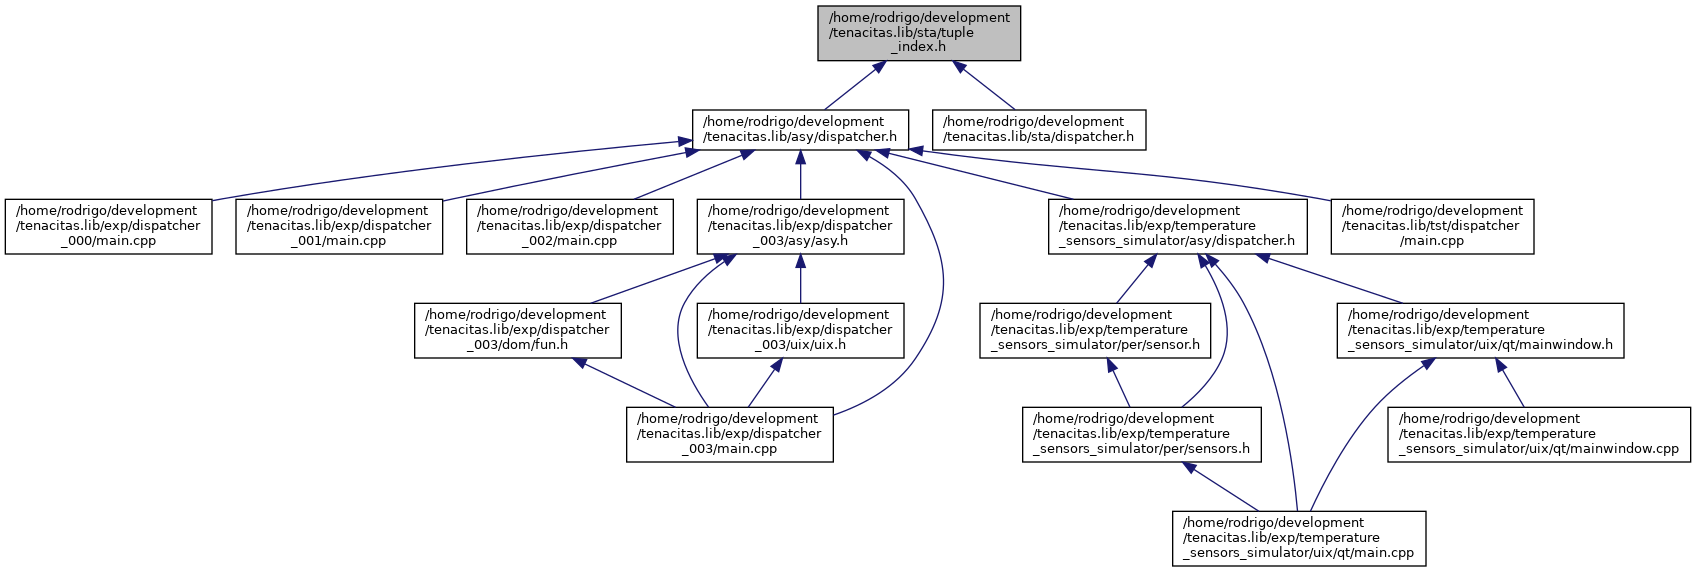 /home/rodrigo/development
/tenacitas.lib/sta/tuple
_index.h
/home/rodrigo/development
/tenacitas.lib/asy/dispatcher.h
/home/rodrigo/development
/tenacitas.lib/sta/dispatcher.h
/home/rodrigo/development
/tenacitas.lib/exp/dispatcher
_000/main.cpp
/home/rodrigo/development
/tenacitas.lib/exp/dispatcher
_001/main.cpp
/home/rodrigo/development
/tenacitas.lib/exp/dispatcher
_002/main.cpp
/home/rodrigo/development
/tenacitas.lib/exp/dispatcher
_003/asy/asy.h
/home/rodrigo/development
/tenacitas.lib/exp/temperature
_sensors_simulator/asy/dispatcher.h
/home/rodrigo/development
/tenacitas.lib/tst/dispatcher
/main.cpp
/home/rodrigo/development
/tenacitas.lib/exp/dispatcher
_003/dom/fun.h
/home/rodrigo/development
/tenacitas.lib/exp/dispatcher
_003/uix/uix.h
/home/rodrigo/development
/tenacitas.lib/exp/temperature
_sensors_simulator/per/sensor.h
/home/rodrigo/development
/tenacitas.lib/exp/temperature
_sensors_simulator/uix/qt/mainwindow.h
/home/rodrigo/development
/tenacitas.lib/exp/dispatcher
_003/main.cpp
/home/rodrigo/development
/tenacitas.lib/exp/temperature
_sensors_simulator/per/sensors.h
/home/rodrigo/development
/tenacitas.lib/exp/temperature
_sensors_simulator/uix/qt/mainwindow.cpp
/home/rodrigo/development
/tenacitas.lib/exp/temperature
_sensors_simulator/uix/qt/main.cpp